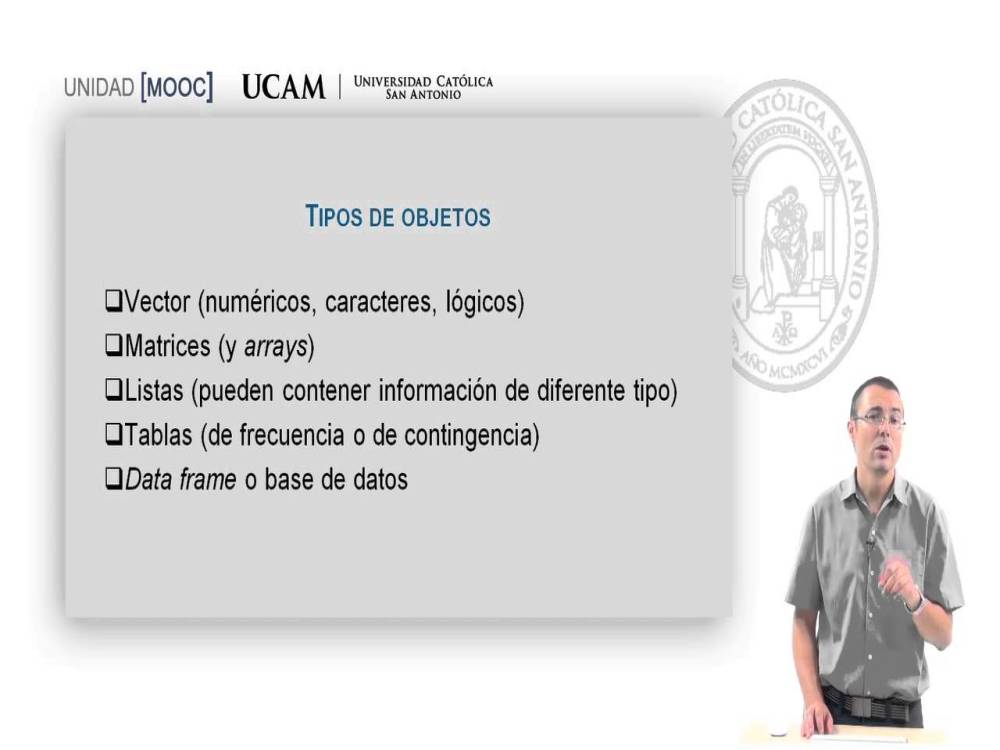 UNIDAD [MOOC] UCAM | UNIVERSIDAD CATÓLICA
SAN ANTONIO
TIPOS DE OBJETOS
❑Vector (numéricos, caracteres, lógicos)
❑Matrices (y arrays)
❑Listas (pueden contener información de diferente tipo)
❑Tablas (de frecuencia o de contingencia)
❑Data frame o base de datos
CATÓLICA SAN ANTONIO
AÑO MCMXCVI